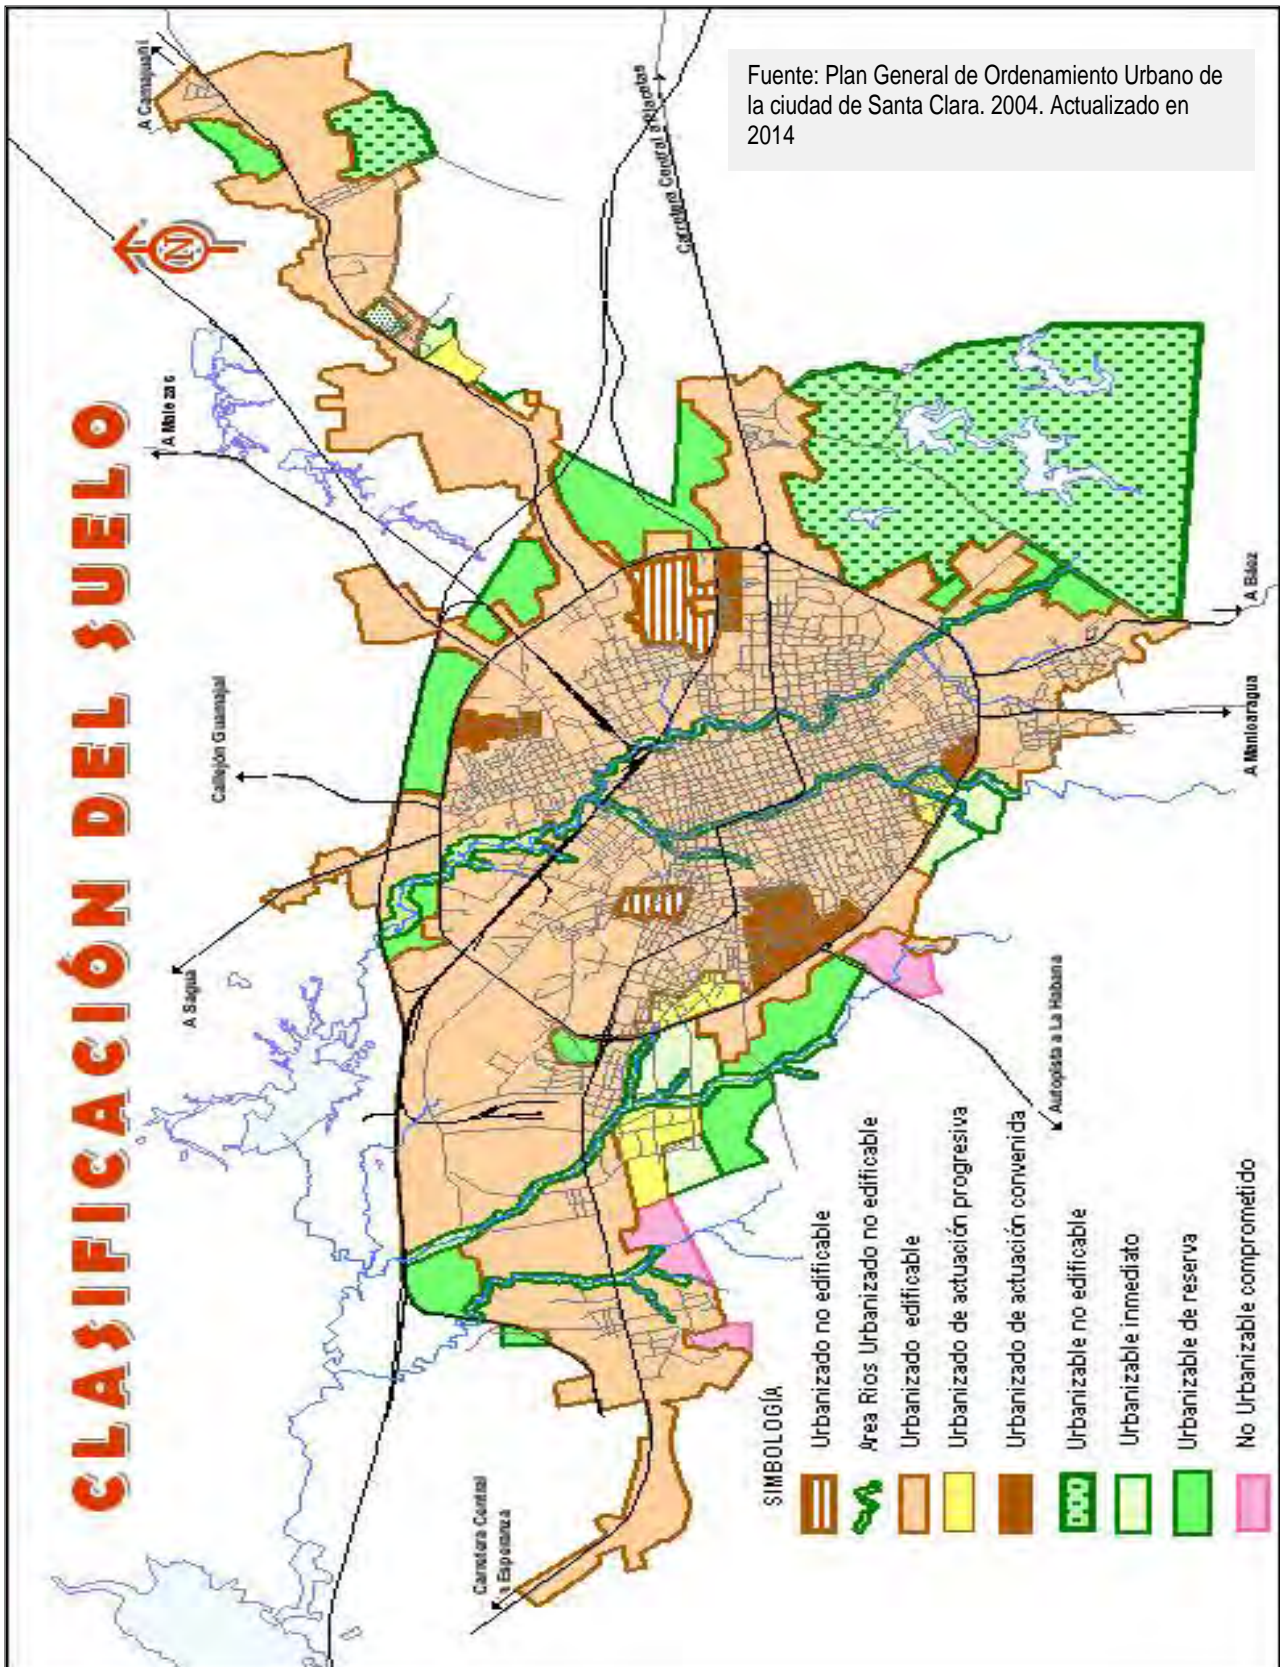 CLASIFICACIÓN DEL SUELO
Fuente: Plan General de Ordenamiento Urbano de
la ciudad de Santa Clara. 2004. Actualizado en
2014
N
A Camajuaní
Carretera Central a Placetas
A Malezas
Callejón Guamajal
A Sagua
A Báez
A Manicaragua
Autopista a La Habana
Carretera Central
a Esperanza
SIMBOLOGÍA
Urbanizado no edificable
Area Rios Urbanizado no edificable
Urbanizado edificable
Urbanizado de actuación progresiva
Urbanizado de actuación convenida
Urbanizable no edificable
Urbanizable inmediato
Urbanizable de reserva
No Urbanizable comprometido